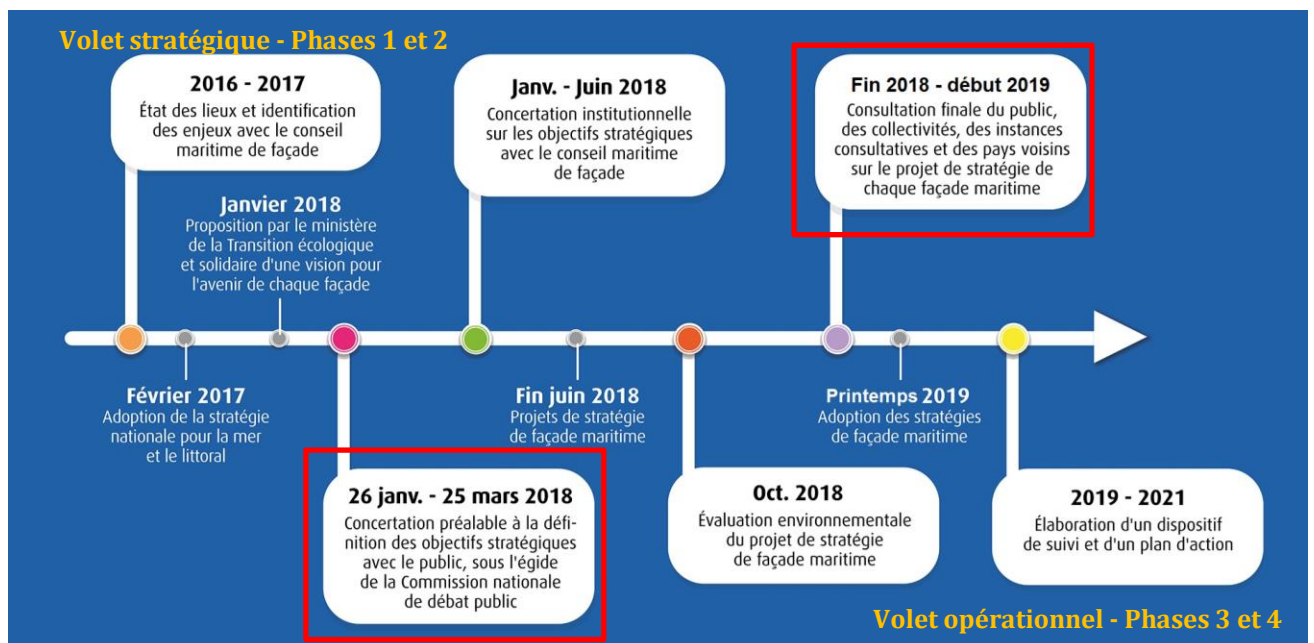 Volet stratégique - Phases 1 et 2
2016 - 2017
État des lieux et identification
des enjeux avec le conseil
maritime de façade
Janvier 2018
Proposition par le ministère
de la Transition écologique
et solidaire d'une vision pour
l'avenir de chaque façade
Janv. - Juin 2018
Concertation institutionnelle
sur les objectifs stratégiques
avec le conseil maritime
de façade
Fin 2018 - début 2019
Consultation finale du public,
des collectivités, des instances
consultatives et des pays voisins
sur le projet de stratégie de
chaque façade maritime
Février 2017
Adoption de la stratégie
nationale pour la mer
et le littoral
26 janv. - 25 mars 2018
Concertation préalable à la défi-
nition des objectifs stratégiques
avec le public, sous l'égide
de la Commission nationale
de débat public
Fin juin 2018
Projets de stratégie
de façade maritime
Oct. 2018
Évaluation environnementale
du projet de stratégie
de façade maritime
Printemps 2019
Adoption des stratégies
de façade maritime
2019 - 2021
Élaboration d'un dispositif
de suivi et d'un plan d'action
Volet opérationnel - Phases 3 et 4